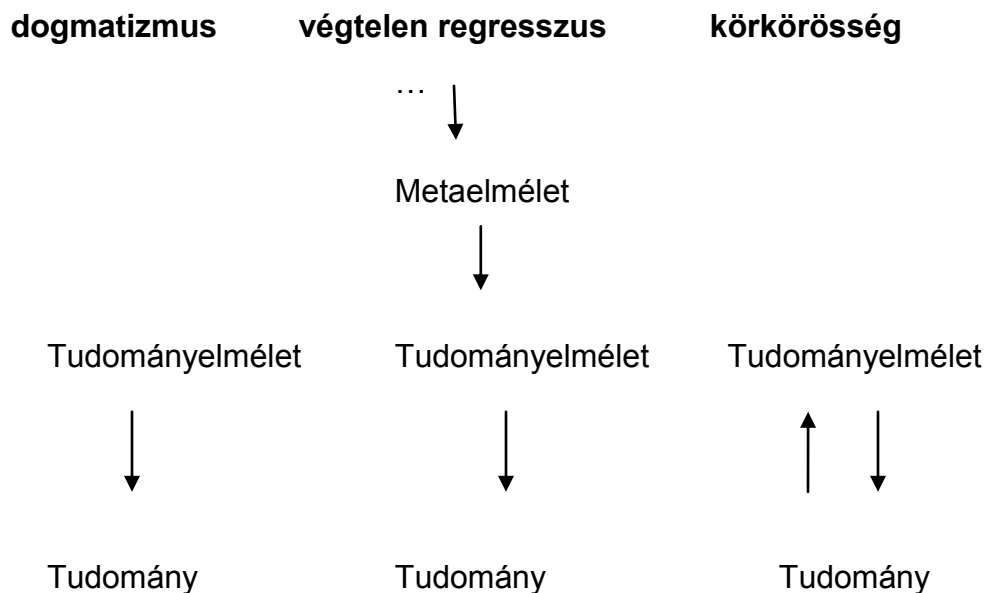 dogmatizmus végtelen regresszus körkörösség
…
Metaelmélet
Tudományelmélet Tudományelmélet Tudományelmélet
Tudomány Tudomány Tudomány